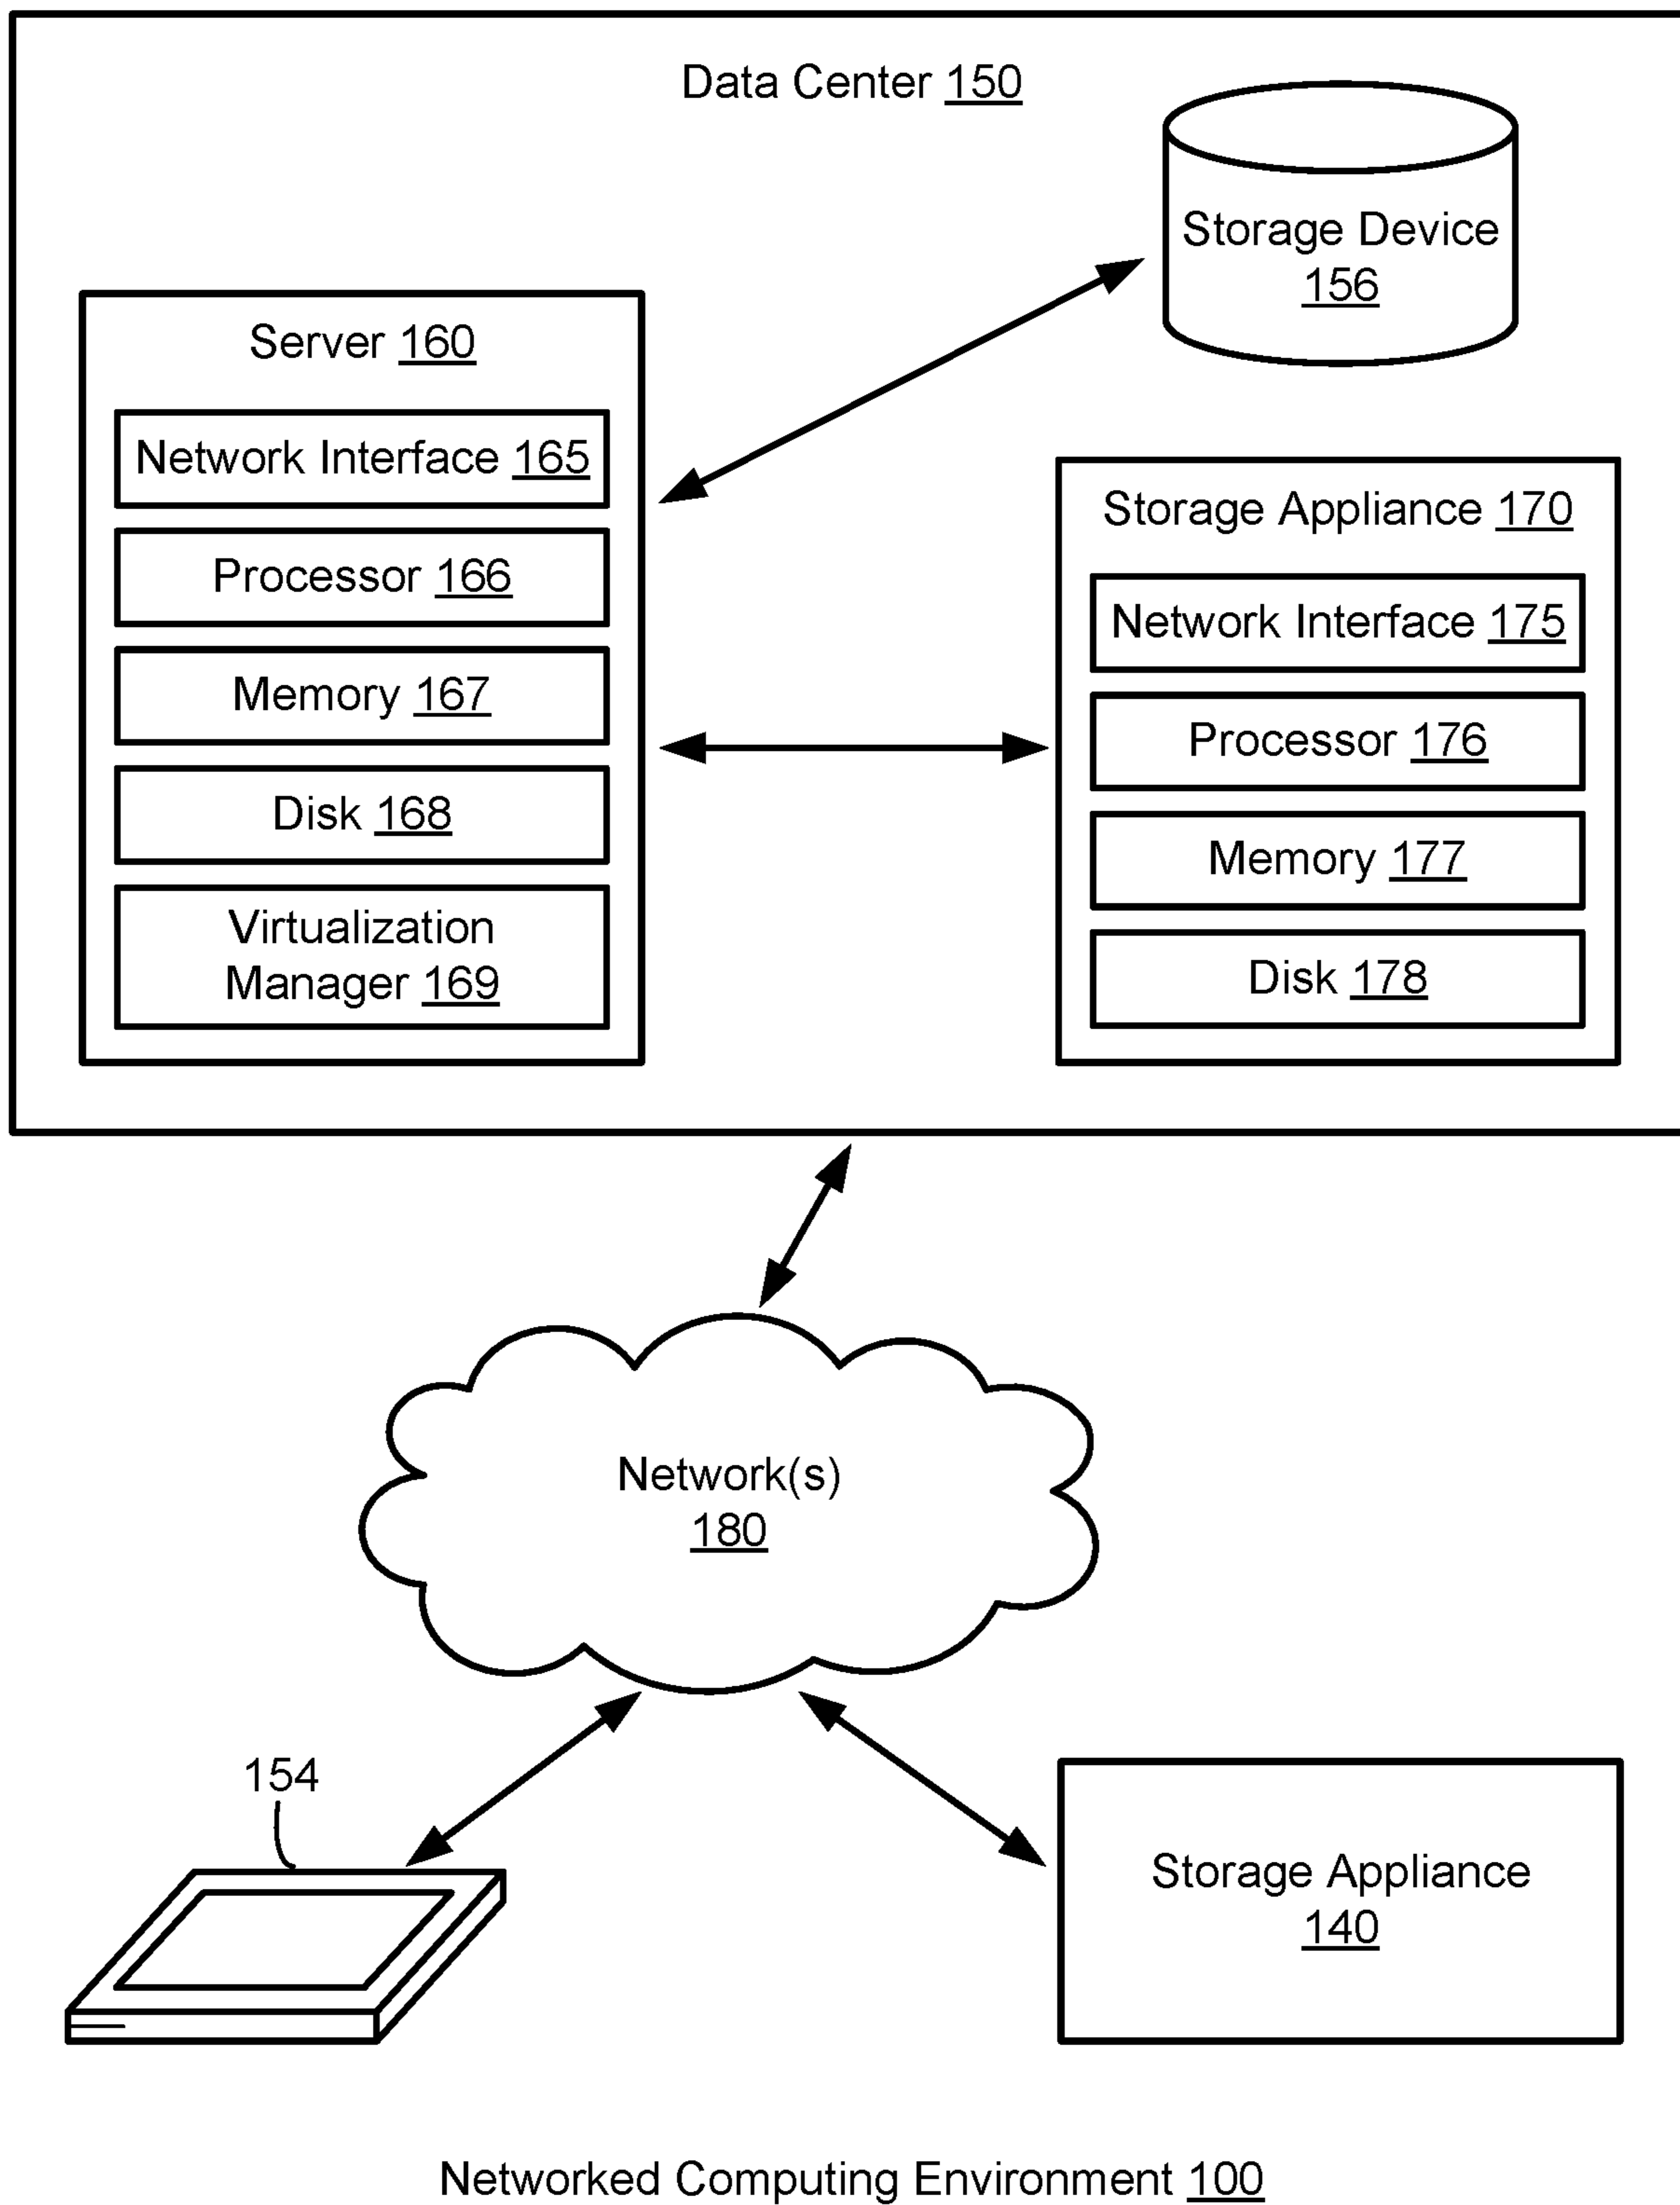 Data Center 150
Storage Device
156
Server 160
Network Interface 165
Processor 166
Memory 167
Disk 168
Virtualization
Manager 169
Storage Appliance 170
Network Interface 175
Processor 176
Memory 177
Disk 178
Network(s)
180
154
Storage Appliance
140
Networked Computing Environment 100